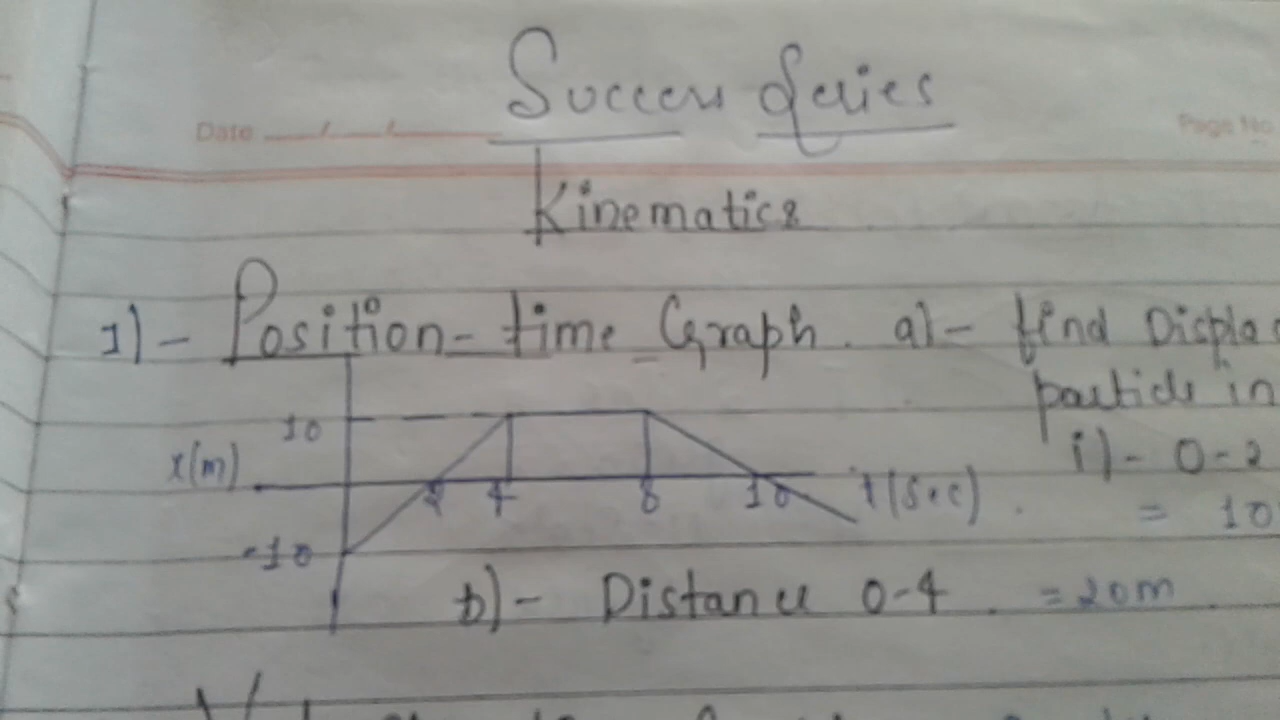 Success Series
Date / / Page No
Kinematics
1)- Position-time Graph. a)- find Displac
particle in
10
x(m)
i)- 0-2
2 4 8 10 t(sec)
= 10
-10
b)- Distance 0-4 = 20m